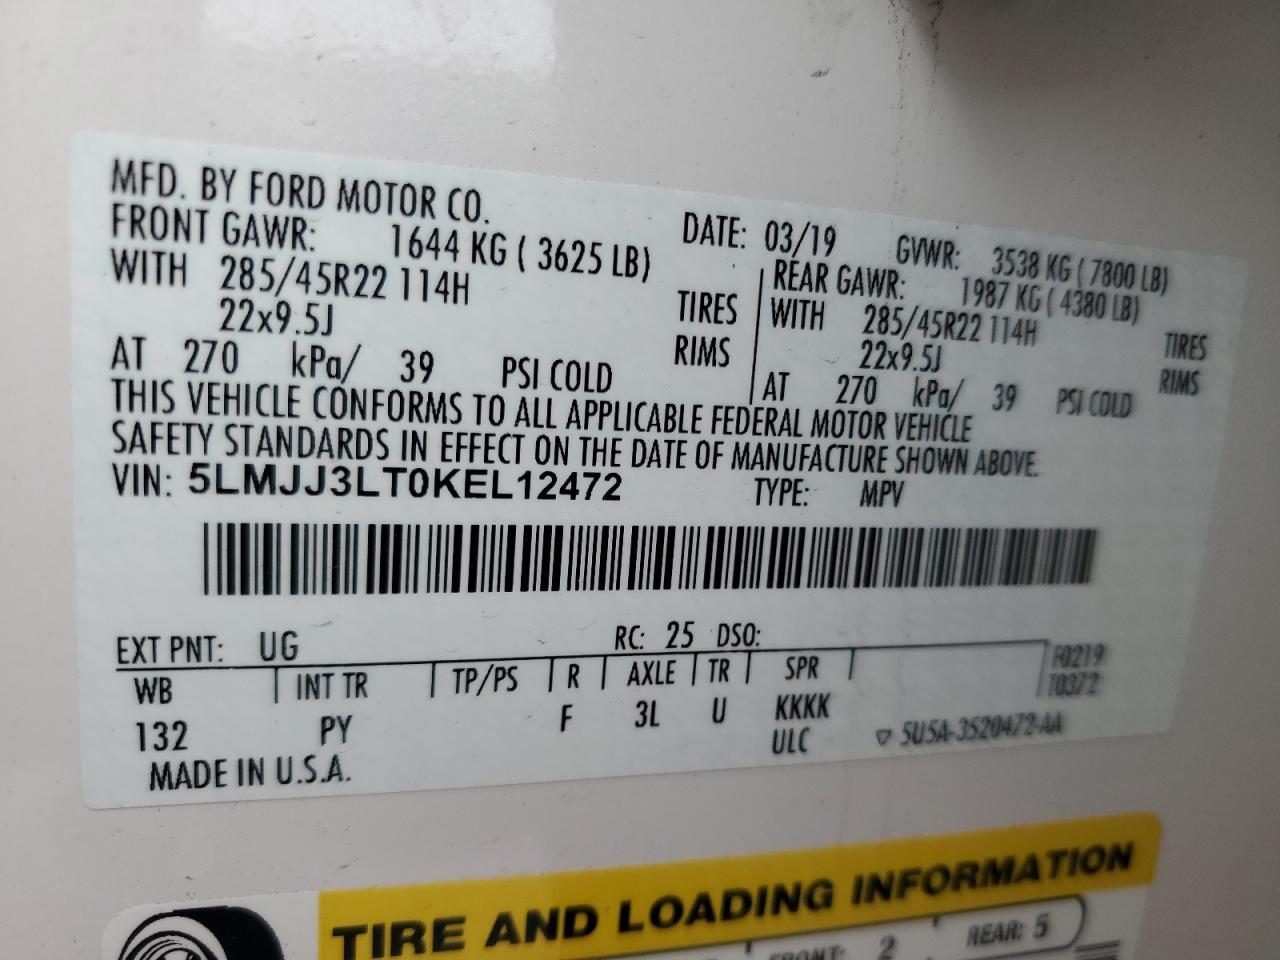 MFD. BY FORD MOTOR CO.
DATE: 03/19 GVWR: 3538 KG ( 7800 LB)
FRONT GAWR: 1644 KG ( 3625 LB)
WITH 285/45R22 114H TIRES
22x9.5J RIMS
AT 270 kPa/ 39 PSI COLD
REAR GAWR: 1987 KG ( 4380 LB)
WITH 285/45R22 114H TIRES
22x9.5J RIMS
AT 270 kPa/ 39 PSI COLD
THIS VEHICLE CONFORMS TO ALL APPLICABLE FEDERAL MOTOR VEHICLE
SAFETY STANDARDS IN EFFECT ON THE DATE OF MANUFACTURE SHOWN ABOVE.
VIN: 5LMJJ3LT0KEL12472 TYPE: MPV
EXT PNT: UG RC: 25 DSO:
WB INT TR TP/PS R AXLE TR SPR F0219
T0372
132 PY F 3L U KKKK
ULC ▽ 5U5A-3520472-AA
MADE IN U.S.A.
TIRE AND LOADING INFORMATION
FRONT: 2 REAR: 5